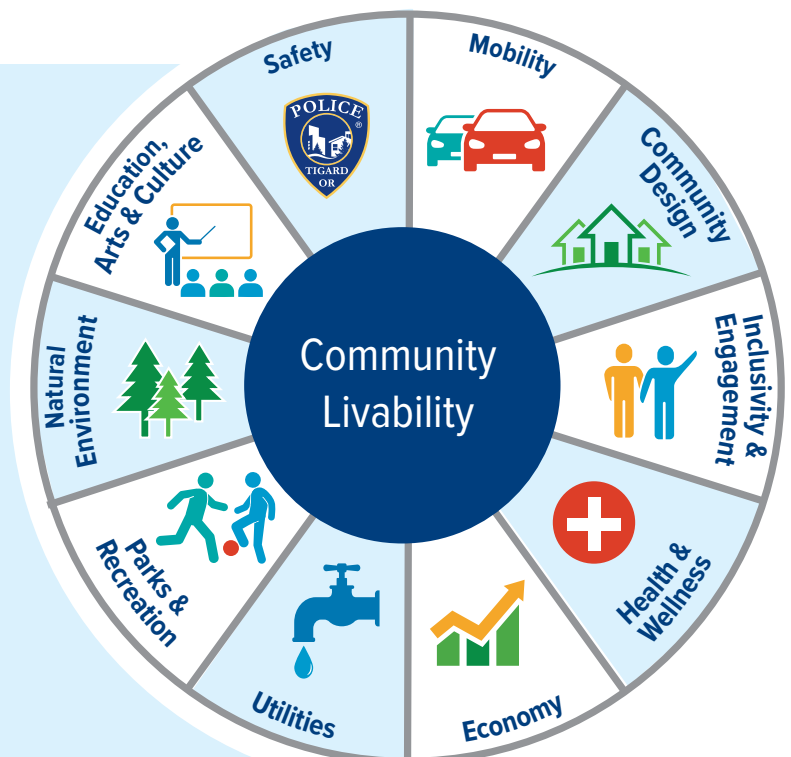 Safety
POLICE
®
TIGARD
OR
Mobility
Community
Design
Inclusivity &
Engagement
Health &
Wellness
Economy
Utilities
Parks &
Recreation
Natural
Environment
Education,
Arts & Culture
Community
Livability